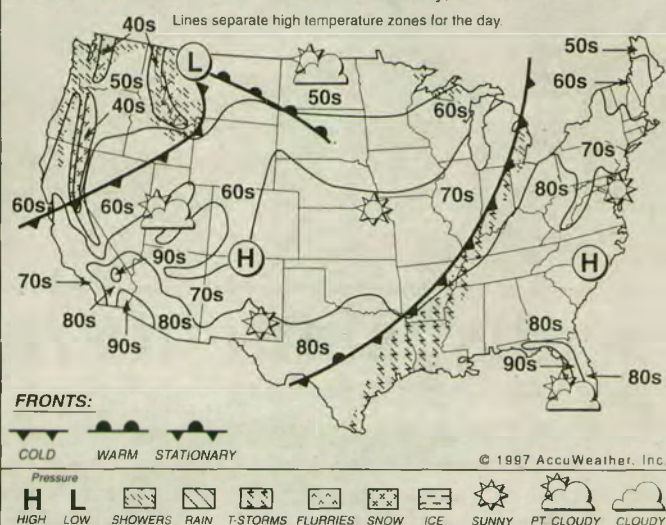 Lines separate high temperature zones for the day.
40s
50s
40s
L
50s
60s
50s
60s
70s
80s
70s
60s
60s
60s
90s
H
H
70s
70s
80s
90s
80s
80s
80s
90s
80s
FRONTS:
COLD WARM STATIONARY
© 1997 AccuWeather, Inc.
Pressure
H L
HIGH LOW SHOWERS RAIN T-STORMS FLURRIES SNOW ICE SUNNY PT. CLOUDY CLOUDY